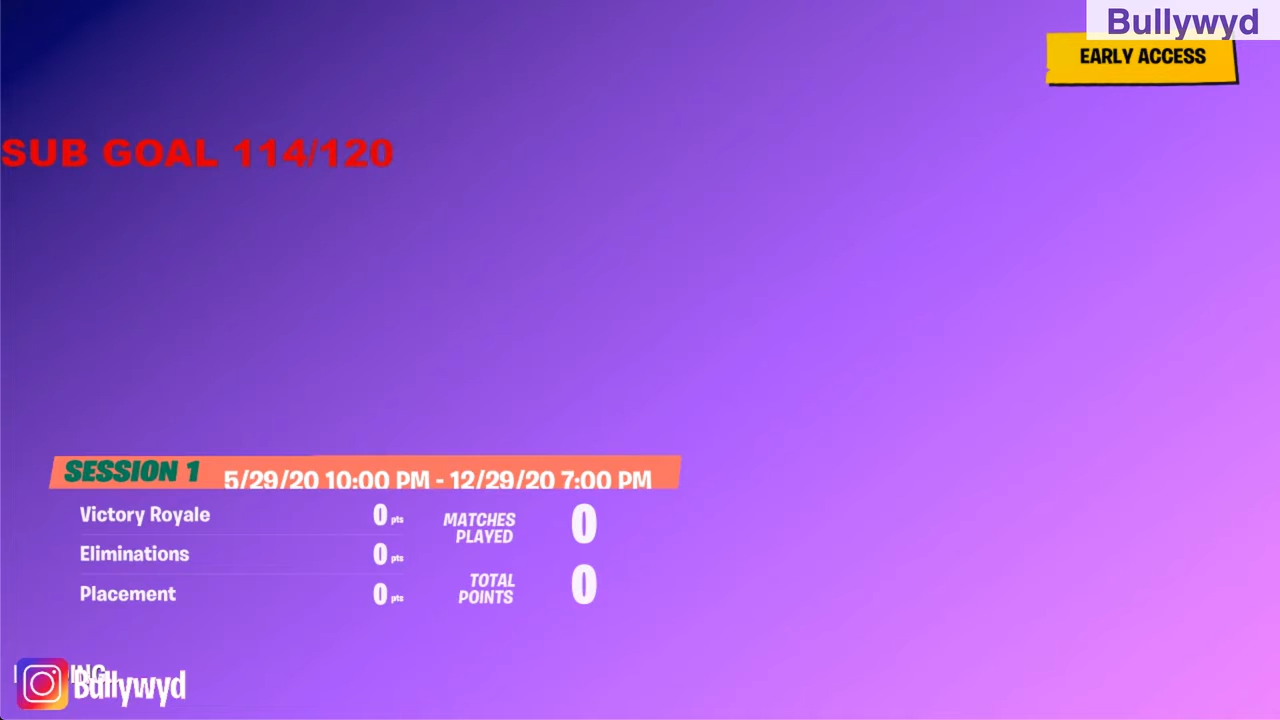 Bullywyd
EARLY ACCESS
SUB GOAL 114/120
SESSION 1 5/29/20 10:00 PM - 12/29/20 7:00 PM
Victory Royale 0 pts
Eliminations 0 pts
Placement 0 pts
MATCHES
PLAYED 0
TOTAL
POINTS 0
Bullywyd